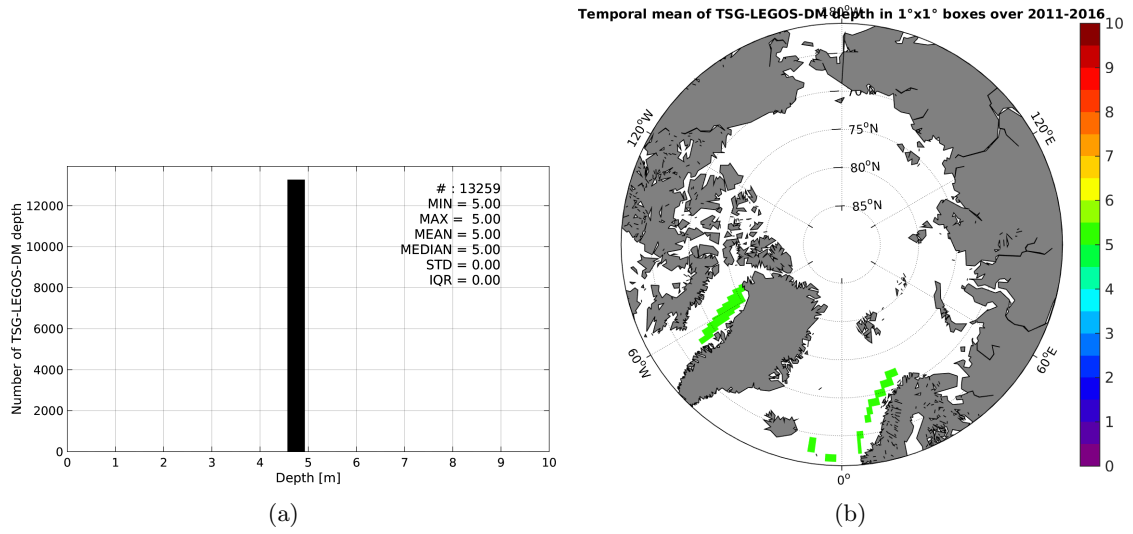 Temporal mean of TSG-LEGOS-DM depth in 1°x1° boxes over 2011-2016
Number of TSG-LEGOS-DM depth
12000
10000
8000
6000
4000
2000
0
# : 13259
MIN = 5.00
MAX = 5.00
MEAN = 5.00
MEDIAN = 5.00
STD = 0.00
IQR = 0.00
0 1 2 3 4 5 6 7 8 9 10
Depth [m]
(a)
180°W
120°W
120°E
70°N
75°N
80°N
85°N
60°W
60°E
0°
10
9
8
7
6
5
4
3
2
1
0
(b)